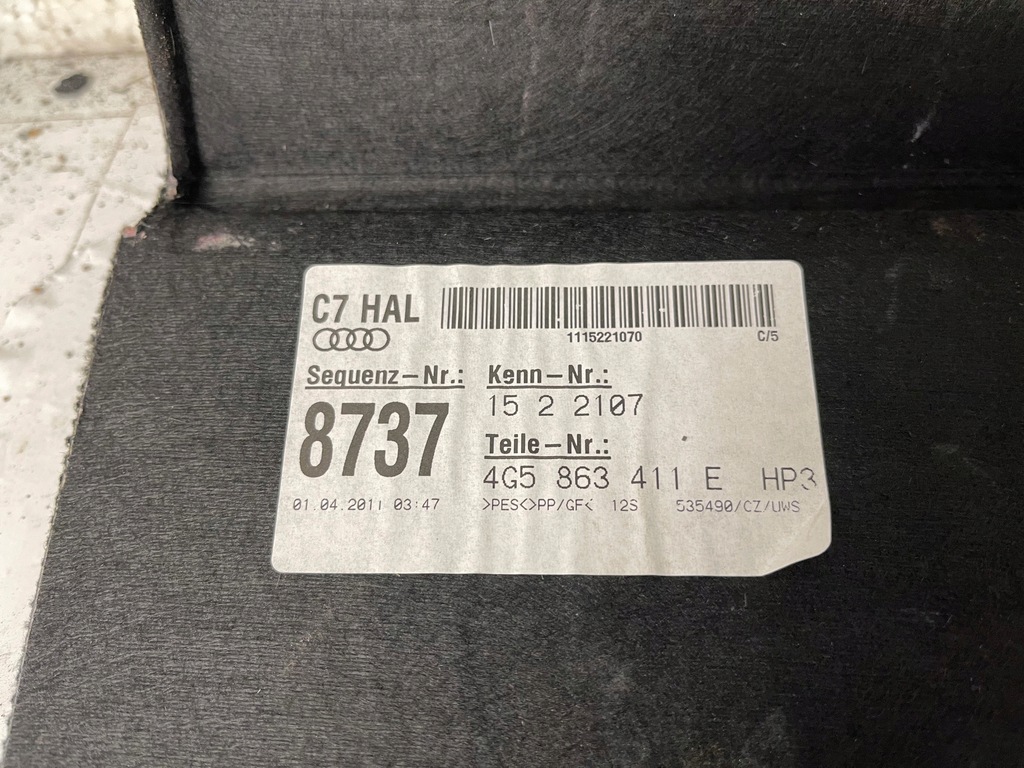 C7 HAL
1115221070 C/5
Sequenz-Nr.: Kenn-Nr.:
8737 15 2 2107
Teile-Nr.:
4G5 863 411 E HP3
01.04.2011 03:47 >PES<>PP/GF< 12S 535490/CZ/UWS